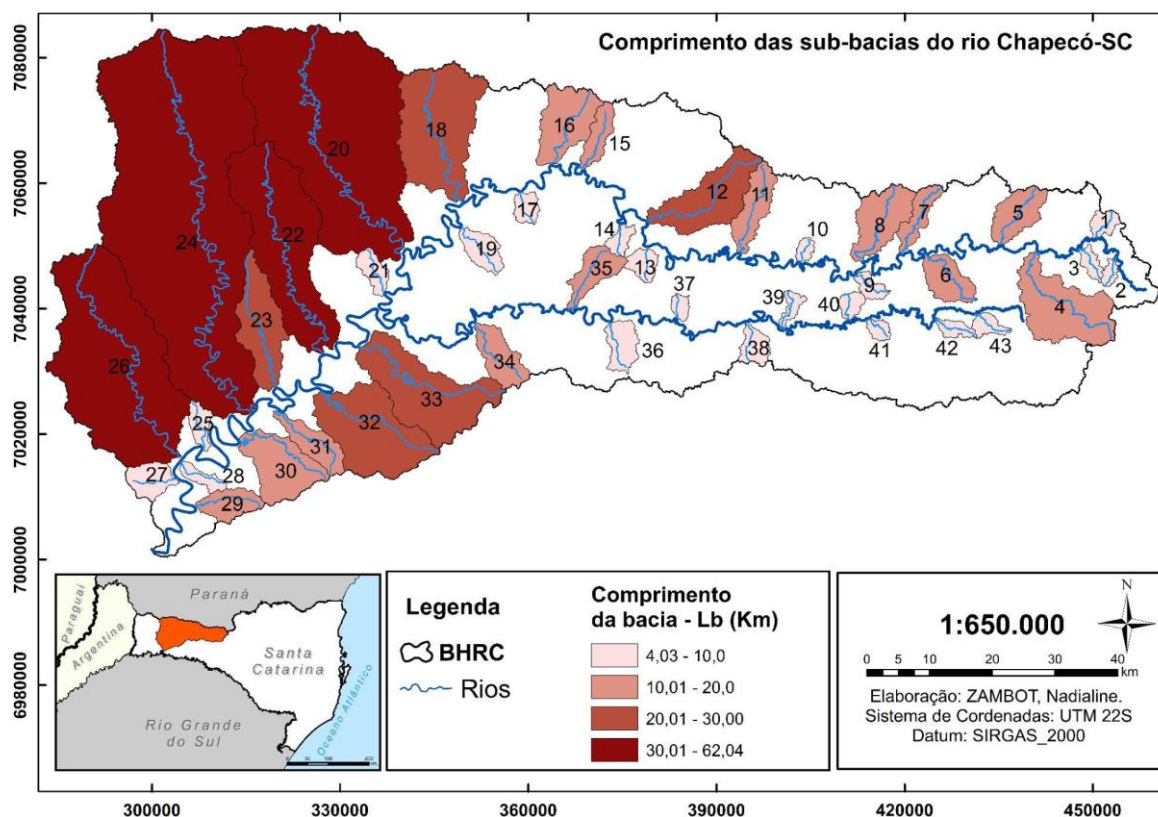 Comprimento das sub-bacias do rio Chapecó-SC
7080000
7060000
7040000
7020000
7000000
6980000
18
16
15
20
12
11
10
8
7
5
1
17
14
19
22
24
21
35
13
3
2
9
6
37
39
40
4
23
36
38
41
42
43
26
34
33
32
25
31
30
27
28
29
Paraguai
Argentina
Paraná
Santa
Catarina
Rio Grande
do Sul
Oceano Atlântico
Legenda
BHRC
Rios
Comprimento
da bacia - Lb (Km)
4,03 - 10,0
10,01 - 20,0
20,01 - 30,00
30,01 - 62,04
N
1:650.000
0 5 10 20 30 40
km
Elaboração: ZAMBOT, Nadialine.
Sistema de Cordenadas: UTM 22S
Datum: SIRGAS_2000
300000 330000 360000 390000 420000 450000